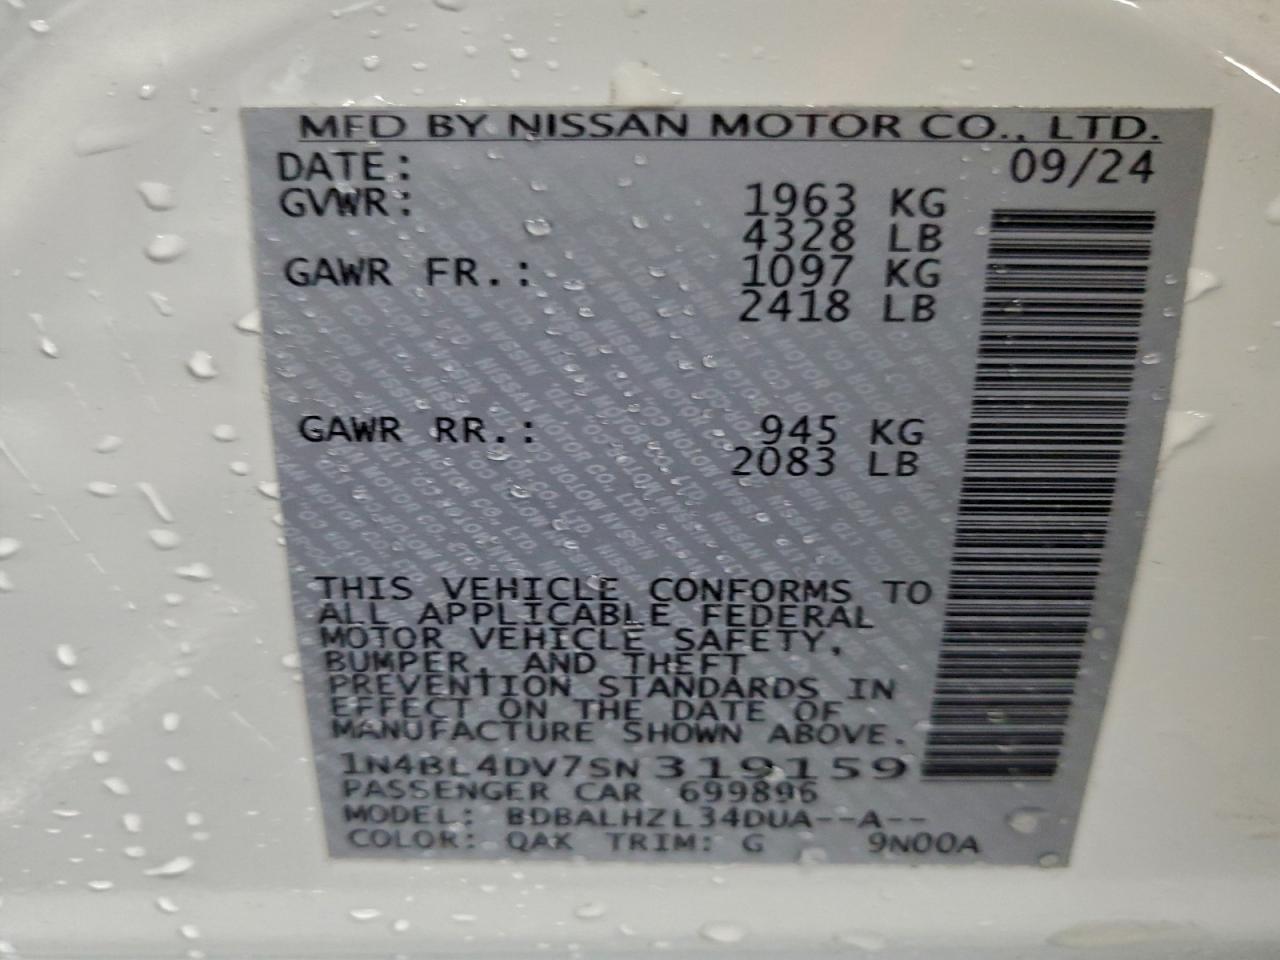 MFD BY NISSAN MOTOR CO., LTD.
DATE: 09/24
GVWR: 1963 KG
4328 LB
GAWR FR.: 1097 KG
2418 LB
GAWR RR.: 945 KG
2083 LB
THIS VEHICLE CONFORMS TO
ALL APPLICABLE FEDERAL
MOTOR VEHICLE SAFETY,
BUMPER, AND THEFT
PREVENTION STANDARDS IN
EFFECT ON THE DATE OF
MANUFACTURE SHOWN ABOVE.
1N4BL4DV7SN319159
PASSENGER CAR 699896
MODEL: BDBALHZL34DUA--A--
COLOR: QAK TRIM: G 9N00A